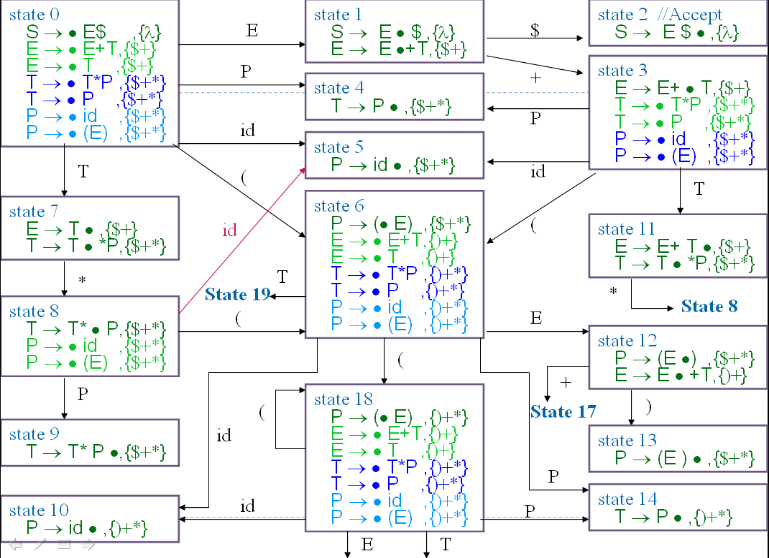 state 0
S → ● E$ ,{λ}
E → ● E+T ,{$+}
E → ● T ,{$+}
T → ● T*P ,{$+*}
T → ● P ,{$+*}
P → ● id ,{$+*}
P → ● (E) ,{$+*}
E
P
id
(
T
state 1
S → E ● $ ,{λ}
E → E ●+T,{$+}
$
+
state 2 //Accept
S → E $ ● ,{λ}
state 3
E → E+ ● T,{$+}
T → ● T*P ,{$+*}
T → ● P ,{$+*}
P → ● id ,{$+*}
P → ● (E) ,{$+*}
P
id
(
T
state 4
T → P ● ,{$+*}
state 5
P → id ● ,{$+*}
state 6
P → (● E) ,{$+*}
E → ● E+T ,{)+}
E → ● T ,{)+}
T → ● T*P ,{)+*}
T → ● P ,{)+*}
P → ● id ,{)+*}
P → ● (E) ,{)+*}
T
State 19
E
(
id
P
state 7
E → T ● ,{$+}
T → T ● *P,{$+*}
*
state 8
T → T* ● P,{$+*}
P → ● id ,{$+*}
P → ● (E) ,{$+*}
id
(
P
state 9
T → T* P ●,{$+*}
state 10
P → id ● ,{)+*}
state 11
E → E+ T ●,{$+}
T → T ● *P,{$+*}
*
State 8
state 12
P → (E ●) ,{$+*}
E → E ● +T,{)+}
+
State 17
)
state 13
P → (E ) ● ,{$+*}
state 14
T → P ● ,{)+*}
state 18
P → (● E) ,{)+*}
E → ● E+T ,{)+}
E → ● T ,{)+}
T → ● T*P ,{)+*}
T → ● P ,{)+*}
P → ● id ,{)+*}
P → ● (E) ,{)+*}
(
id
P
E
T